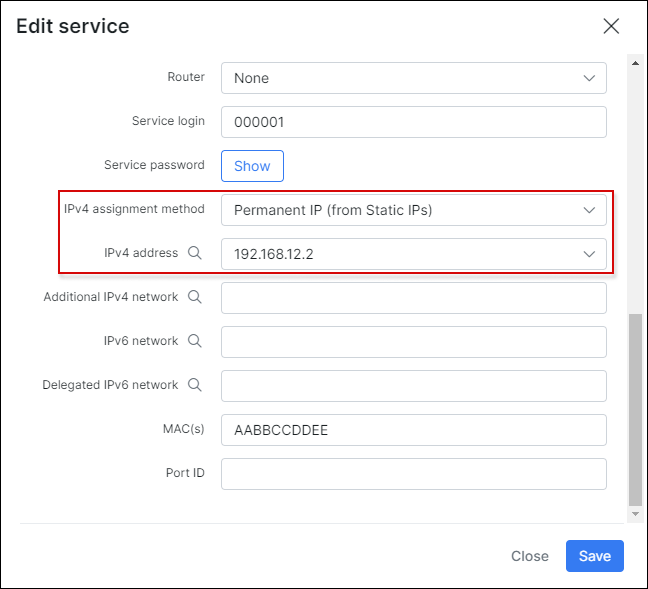 Edit service
Router None
Service login 000001
Service password Show
IPv4 assignment method Permanent IP (from Static IPs)
IPv4 address 192.168.12.2
Additional IPv4 network
IPv6 network
Delegated IPv6 network
MAC(s) AABBCCDDEE
Port ID
Close Save